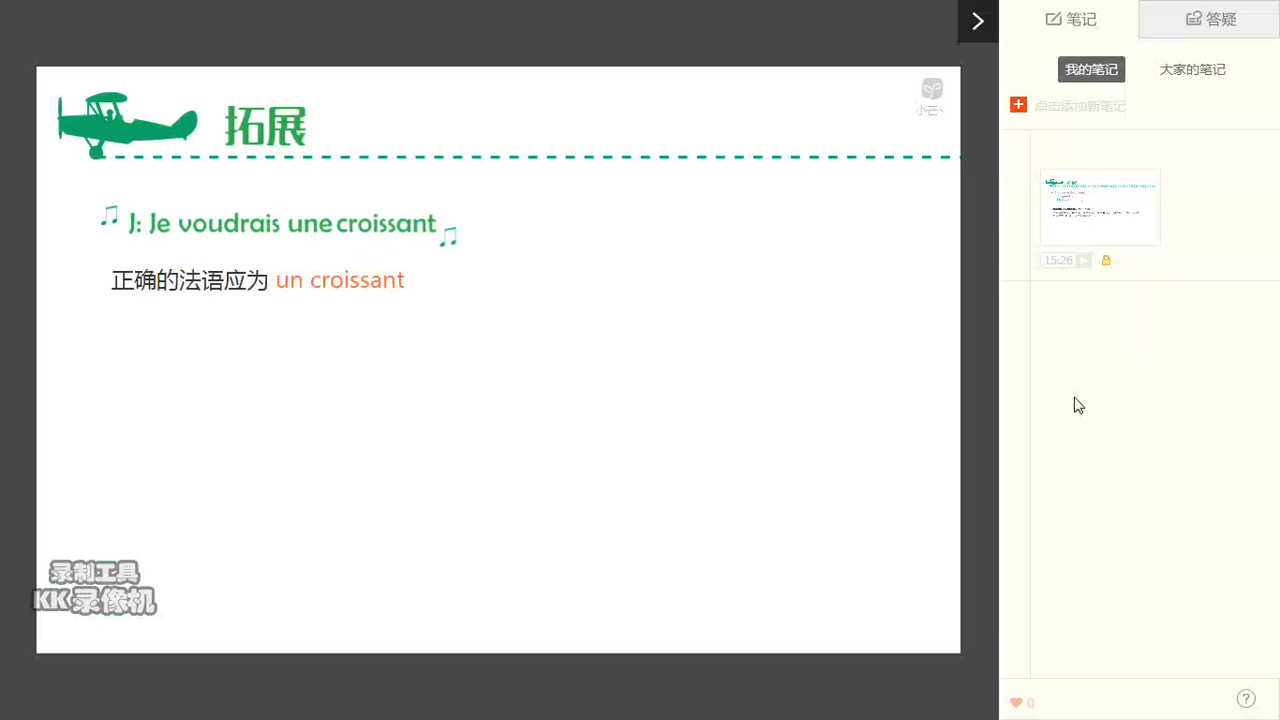 笔记
答疑
我的笔记
大家的笔记
点击添加新笔记
拓展
J: Je voudrais une croissant
正确的法语应为 un croissant
15:26
录制工具
KK 录像机
0
?